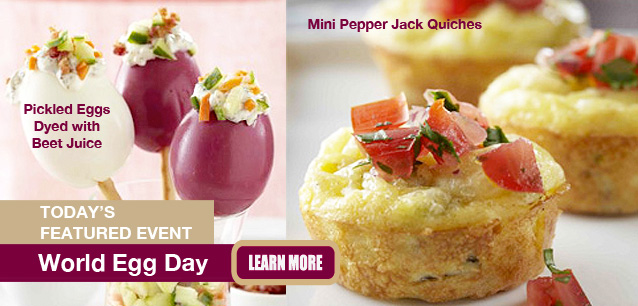 Mini Pepper Jack Quiches
Pickled Eggs
Dyed with
Beet Juice
TODAY'S
FEATURED EVENT
World Egg Day
LEARN MORE